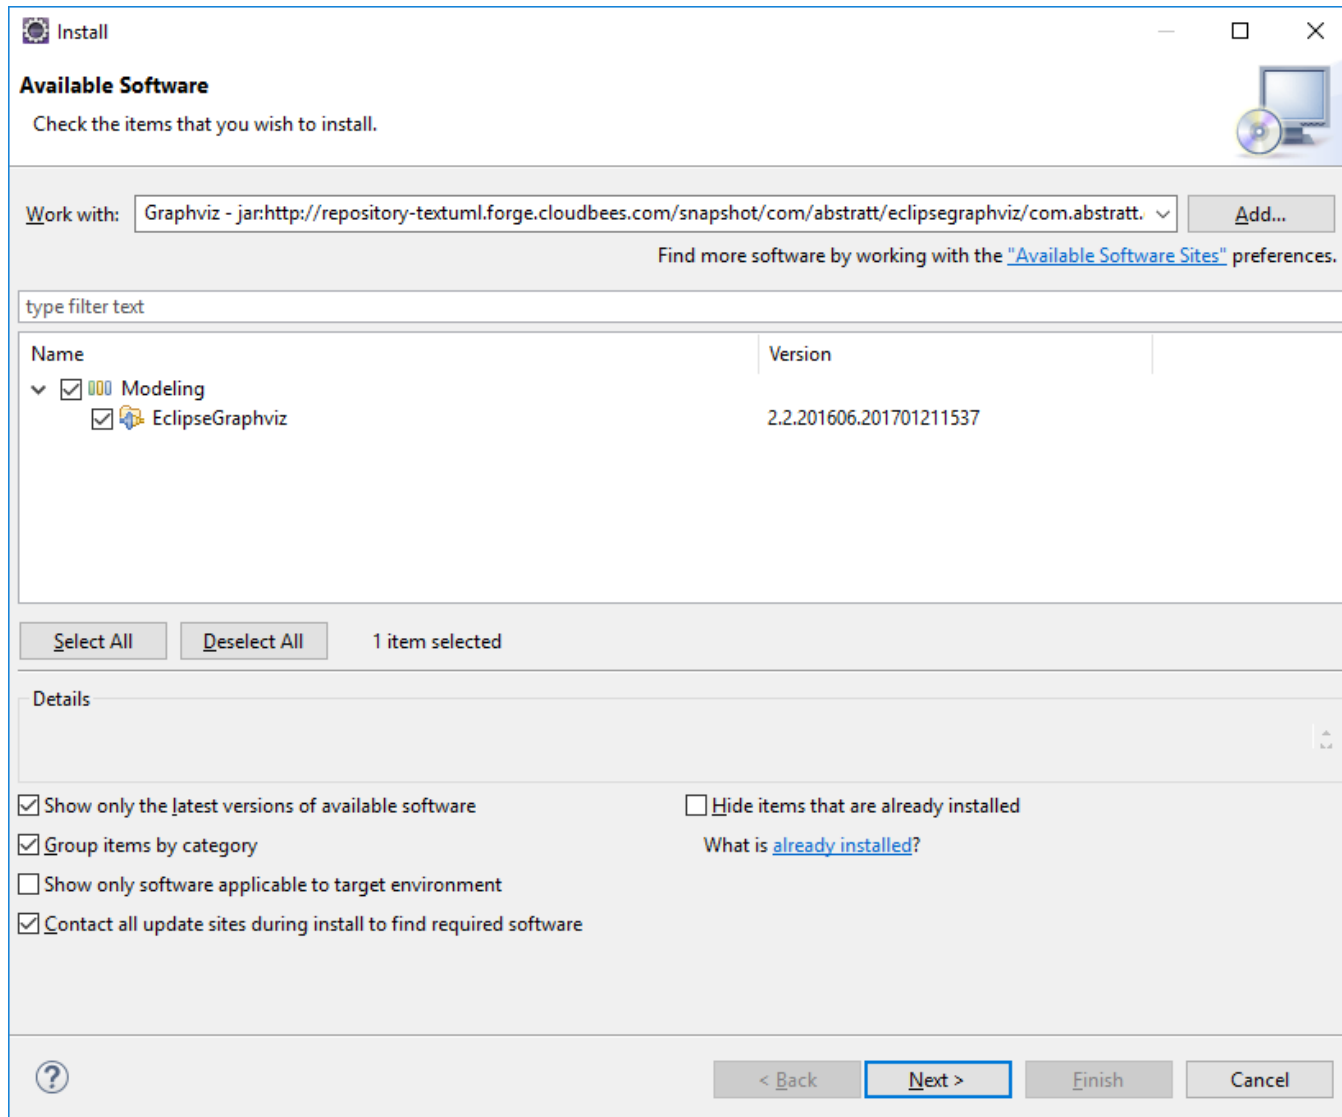 Install
Available Software
Check the items that you wish to install.
Work with: Graphviz - jar:http://repository-textuml.forge.cloudbees.com/snapshot/com/abstratt/eclipsegraphviz/com.abstratt. Add...
Find more software by working with the "Available Software Sites" preferences.
type filter text
Name Version
Modeling
EclipseGraphviz 2.2.201606.201701211537
Select All Deselect All 1 item selected
Details
Show only the latest versions of available software Hide items that are already installed
Group items by category What is already installed?
Show only software applicable to target environment
Contact all update sites during install to find required software
? < Back Next > Finish Cancel